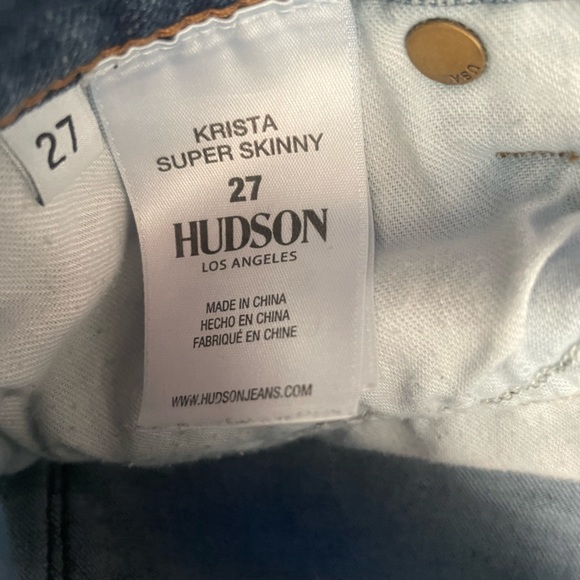 27
KRISTA
SUPER SKINNY
27
HUDSON
LOS ANGELES
MADE IN CHINA
HECHO EN CHINA
FABRIQUÉ EN CHINE
WWW.HUDSONJEANS.COM